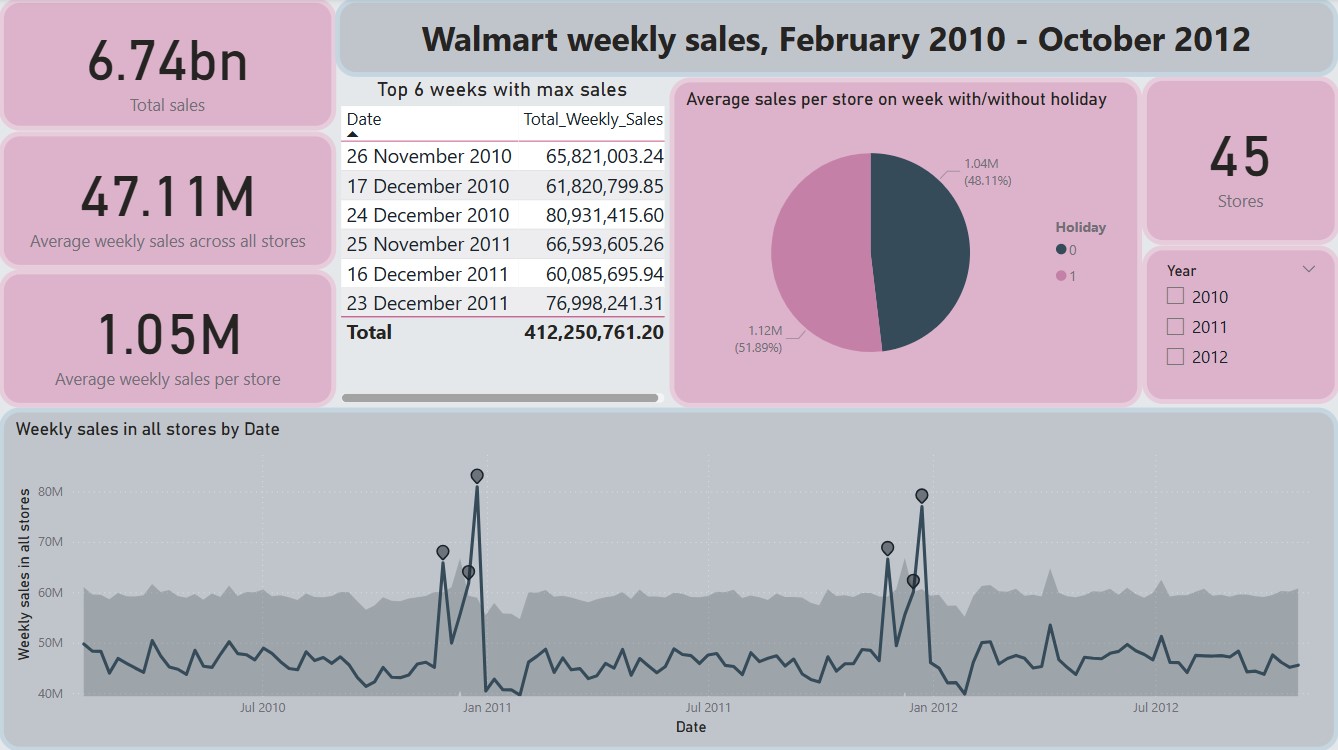 6.74bn
Total sales
47.11M
Average weekly sales across all stores
1.05M
Average weekly sales per store
Walmart weekly sales, February 2010 - October 2012
Top 6 weeks with max sales
Date Total_Weekly_Sales
26 November 2010 65,821,003.24
17 December 2010 61,820,799.85
24 December 2010 80,931,415.60
25 November 2011 66,593,605.26
16 December 2011 60,085,695.94
23 December 2011 76,998,241.31
Total 412,250,761.20
Average sales per store on week with/without holiday
1.04M
(48.11%)
1.12M
(51.89%)
Holiday
0
1
45
Stores
Year
2010
2011
2012
Weekly sales in all stores by Date
Weekly sales in all stores
80M
70M
60M
50M
40M
Jul 2010 Jan 2011 Jul 2011 Jan 2012 Jul 2012
Date